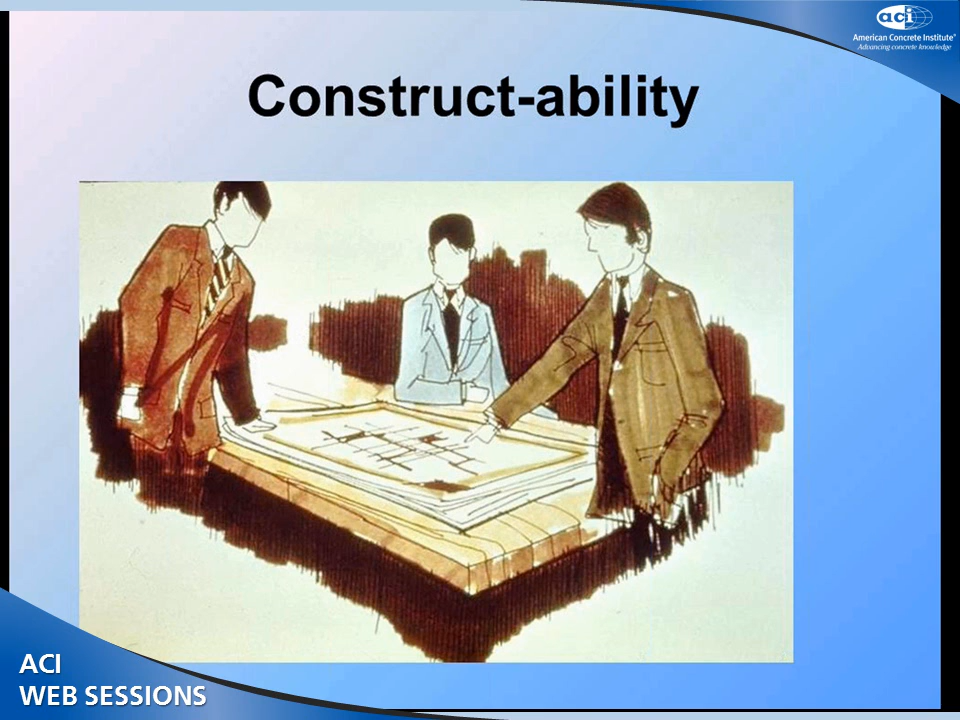 aci
American Concrete Institute®
Advancing concrete knowledge
Construct-ability
ACI
WEB SESSIONS